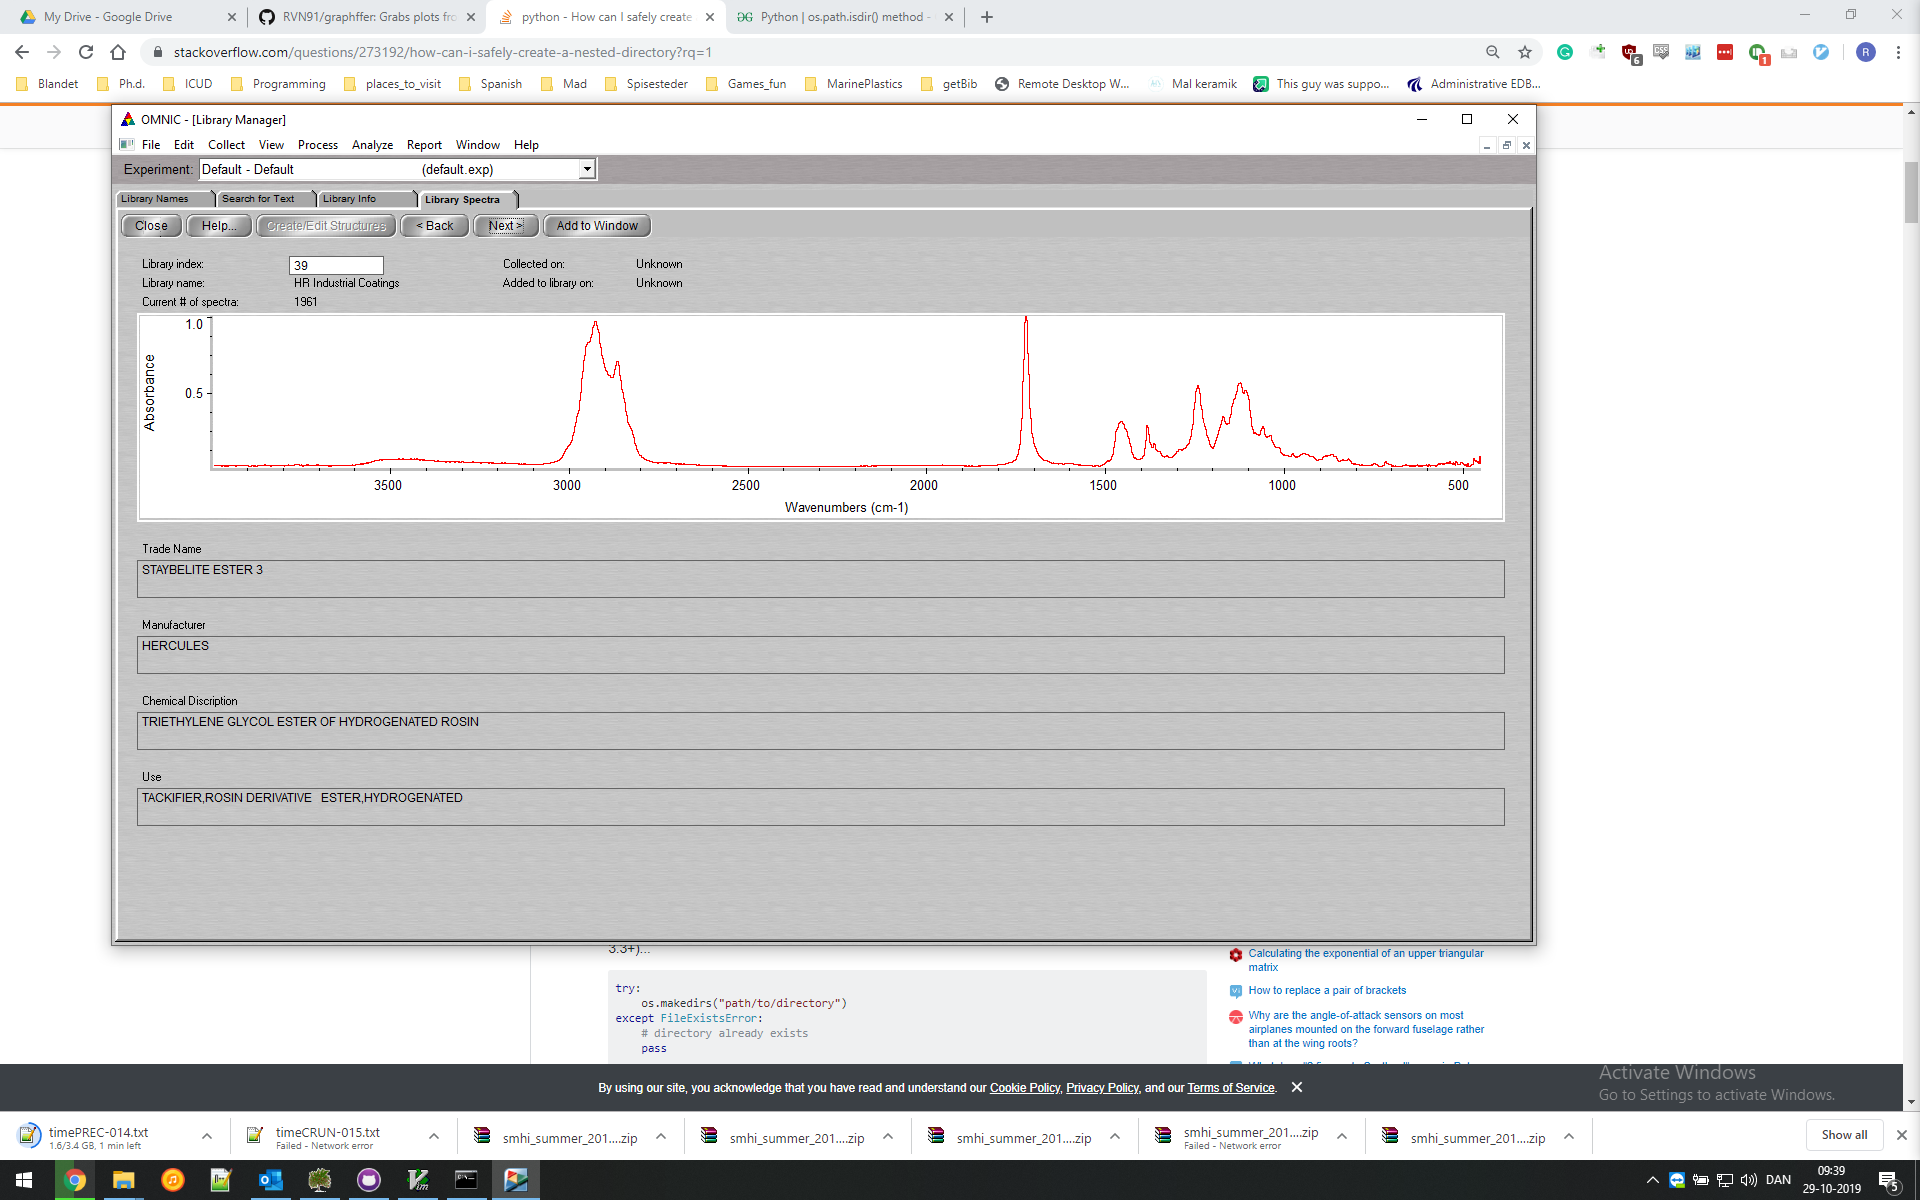 My Drive - Google Drive
RVN91/graphffer: Grabs plots fro
python - How can I safely create
Python | os.path.isdir() method -
stackoverflow.com/questions/273192/how-can-i-safely-create-a-nested-directory?rq=1
Blandet
Ph.d.
ICUD
Programming
places_to_visit
Spanish
Mad
Spisesteder
Games_fun
MarinePlastics
getBib
Remote Desktop W...
Mal keramik
This guy was suppo...
Administrative EDB...
OMNIC - [Library Manager]
File Edit Collect View Process Analyze Report Window Help
Experiment: Default - Default (default.exp)
Library Names
Search for Text
Library Info
Library Spectra
Close
Help...
Create/Edit Structures
< Back
Next >
Add to Window
Library index: 39 Collected on: Unknown
Library name: HR Industrial Coatings Added to library on: Unknown
Current # of spectra: 1961
1.0
0.5
Absorbance
3500 3000 2500 2000 1500 1000 500
Wavenumbers (cm-1)
Trade Name
STAYBELITE ESTER 3
Manufacturer
HERCULES
Chemical Discription
TRIETHYLENE GLYCOL ESTER OF HYDROGENATED ROSIN
Use
TACKIFIER,ROSIN DERIVATIVE ESTER,HYDROGENATED
3.3+)...
try:
os.makedirs("path/to/directory")
except FileExistsError:
# directory already exists
pass
Calculating the exponential of an upper triangular
matrix
How to replace a pair of brackets
Why are the angle-of-attack sensors on most
airplanes mounted on the forward fuselage rather
than at the wing roots?
By using our site, you acknowledge that you have read and understand our Cookie Policy, Privacy Policy, and our Terms of Service.
Activate Windows
Go to Settings to activate Windows.
timePREC-014.txt
1.6/3.4 GB, 1 min left
timeCRUN-015.txt
Failed - Network error
smhi_summer_201....zip
smhi_summer_201....zip
smhi_summer_201....zip
smhi_summer_201....zip
Failed - Network error
smhi_summer_201....zip
Show all
DAN
09:39
29-10-2019
5